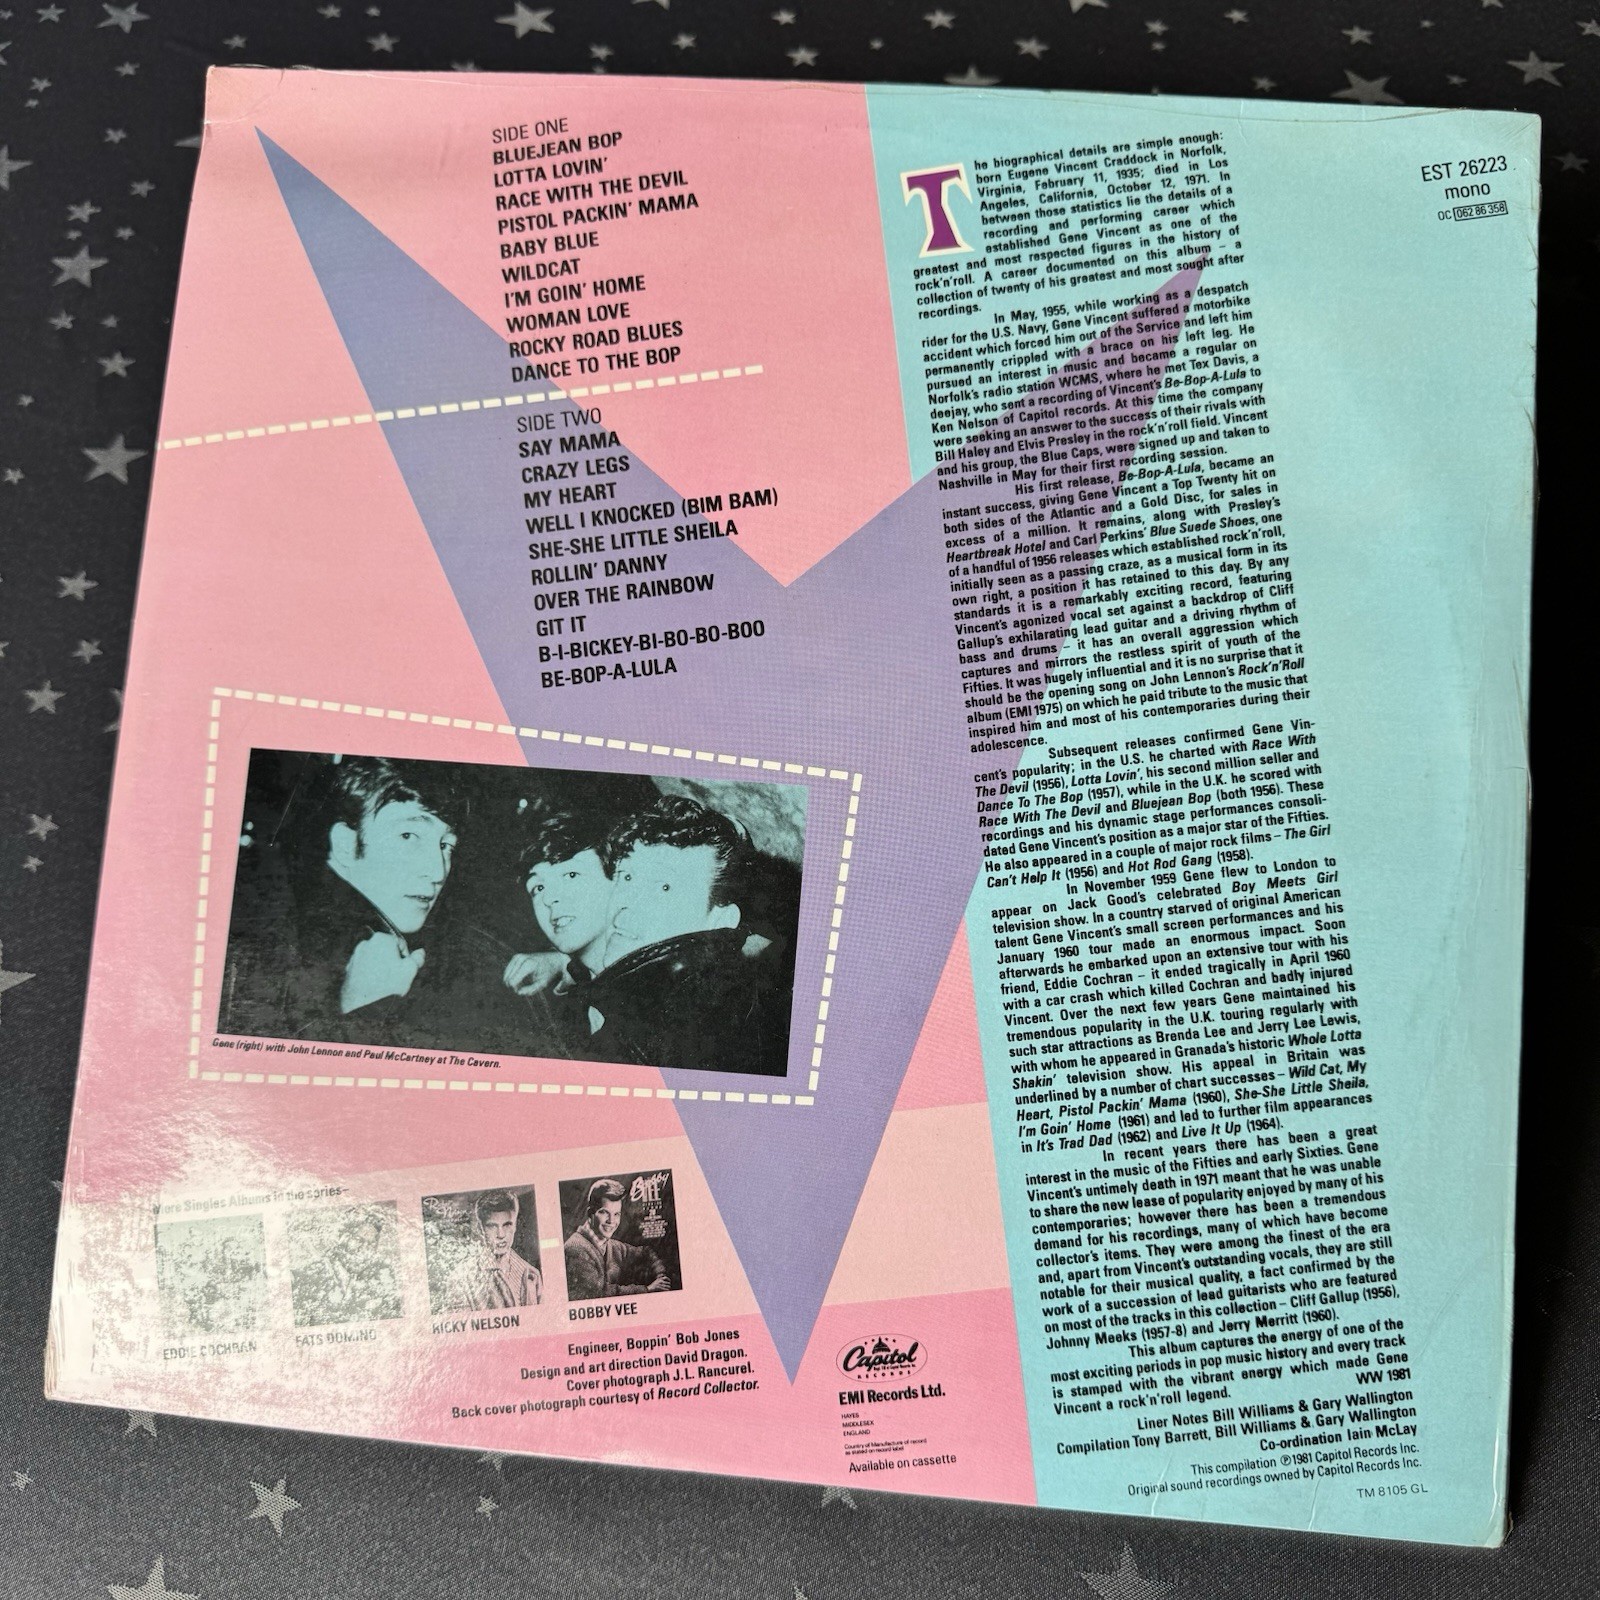 SIDE ONE
BLUEJEAN BOP
LOTTA LOVIN'
RACE WITH THE DEVIL
PISTOL PACKIN' MAMA
BABY BLUE
WILDCAT
I'M GOIN' HOME
WOMAN LOVE
ROCKY ROAD BLUES
DANCE TO THE BOP
SIDE TWO
SAY MAMA
CRAZY LEGS
MY HEART
WELL I KNOCKED (BIM BAM)
SHE-SHE LITTLE SHEILA
ROLLIN' DANNY
OVER THE RAINBOW
GIT IT
B-I-BICKEY-BI-BO-BO-BOO
BE-BOP-A-LULA
Gene (right) with John Lennon and Paul McCartney at The Cavern.
More Singles Albums in the series–
EDDIE COCHRAN
FATS DOMINO
RICKY NELSON
BOBBY VEE
Engineer, Boppin' Bob Jones
Design and art direction David Dragon.
Cover photograph J.L. Rancurel.
Back cover photograph courtesy of Record Collector.
Capitol
RECORDS
EMI Records Ltd.
HAYES
MIDDLESEX
ENGLAND
Country of Manufacture of record
as stated on record label
Available on cassette
EST 26223
mono
OC 062 86 358
The biographical details are simple enough:
born Eugene Vincent Craddock in Norfolk,
Virginia, February 11, 1935; died in Los
Angeles, California, October 12, 1971. In
between those statistics lie the details of a
recording and performing career which
established Gene Vincent as one of the
greatest and most respected figures in the history of
rock'n'roll. A career documented on this album – a
collection of twenty of his greatest and most sought after
recordings.
In May, 1955, while working as a despatch
rider for the U.S. Navy, Gene Vincent suffered a motorbike
accident which forced him out of the Service and left him
permanently crippled with a brace on his left leg. He
pursued an interest in music and became a regular on
Norfolk's radio station WCMS, where he met Tex Davis, a
deejay, who sent a recording of Vincent's Be-Bop-A-Lula to
Ken Nelson of Capitol records. At this time the company
were seeking an answer to the success of their rivals with
Bill Haley and Elvis Presley in the rock'n'roll field. Vincent
and his group, the Blue Caps, were signed up and taken to
Nashville in May for their first recording session.
His first release, Be-Bop-A-Lula, became an
instant success, giving Gene Vincent a Top Twenty hit on
both sides of the Atlantic and a Gold Disc, for sales in
excess of a million. It remains, along with Presley's
Heartbreak Hotel and Carl Perkins' Blue Suede Shoes, one
of a handful of 1956 releases which established rock'n'roll,
initially seen as a passing craze, as a musical form in its
own right, a position it has retained to this day. By any
standards it is a remarkably exciting record, featuring
Vincent's agonized vocal set against a backdrop of Cliff
Gallup's exhilarating lead guitar and a driving rhythm of
bass and drums – it has an overall aggression which
captures and mirrors the restless spirit of youth of the
Fifties. It was hugely influential and it is no surprise that it
should be the opening song on John Lennon's Rock'n'Roll
album (EMI 1975) on which he paid tribute to the music that
inspired him and most of his contemporaries during their
adolescence.
Subsequent releases confirmed Gene Vin-
cent's popularity; in the U.S. he charted with Race With
The Devil (1956), Lotta Lovin', his second million seller and
Dance To The Bop (1957), while in the U.K. he scored with
Race With The Devil and Bluejean Bop (both 1956). These
recordings and his dynamic stage performances consoli-
dated Gene Vincent's position as a major star of the Fifties.
He also appeared in a couple of major rock films – The Girl
Can't Help It (1956) and Hot Rod Gang (1958).
In November 1959 Gene flew to London to
appear on Jack Good's celebrated Boy Meets Girl
television show. In a country starved of original American
talent Gene Vincent's small screen performances and his
January 1960 tour made an enormous impact. Soon
afterwards he embarked upon an extensive tour with his
friend, Eddie Cochran – it ended tragically in April 1960
with a car crash which killed Cochran and badly injured
Vincent. Over the next few years Gene maintained his
tremendous popularity in the U.K. touring regularly with
such star attractions as Brenda Lee and Jerry Lee Lewis,
with whom he appeared in Granada's historic Whole Lotta
Shakin' television show. His appeal in Britain was
underlined by a number of chart successes – Wild Cat, My
Heart, Pistol Packin' Mama (1960), She-She Little Sheila,
I'm Goin' Home (1961) and led to further film appearances
in It's Trad Dad (1962) and Live It Up (1964).
In recent years there has been a great
interest in the music of the Fifties and early Sixties. Gene
Vincent's untimely death in 1971 meant that he was unable
to share the new lease of popularity enjoyed by many of his
contemporaries; however there has been a tremendous
demand for his recordings, many of which have become
collector's items. They were among the finest of the era
and, apart from Vincent's outstanding vocals, they are still
notable for their musical quality, a fact confirmed by the
work of a succession of lead guitarists who are featured
on most of the tracks in this collection – Cliff Gallup (1956),
Johnny Meeks (1957-8) and Jerry Merritt (1960).
This album captures the energy of one of the
most exciting periods in pop music history and every track
is stamped with the vibrant energy which made Gene
Vincent a rock'n'roll legend.
WW 1981
Liner Notes Bill Williams & Gary Wallington
Compilation Tony Barrett, Bill Williams & Gary Wallington
Co-ordination Iain McLay
This compilation ℗1981 Capitol Records Inc.
Original sound recordings owned by Capitol Records Inc.
TM 8105 GL